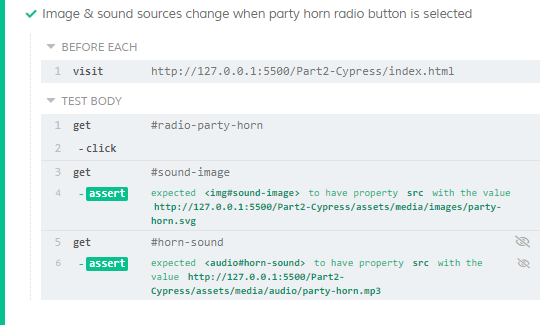 Image & sound sources change when party horn radio button is selected
BEFORE EACH
1 visit http://127.0.0.1:5500/Part2-Cypress/index.html
TEST BODY
1 get #radio-party-horn
2 -click
3 get #sound-image
4 -assert expected <img#sound-image> to have property src with the value
http://127.0.0.1:5500/Part2-Cypress/assets/media/images/party-
horn.svg
5 get #horn-sound
6 -assert expected <audio#horn-sound> to have property src with the
value http://127.0.0.1:5500/Part2-
Cypress/assets/media/audio/party-horn.mp3